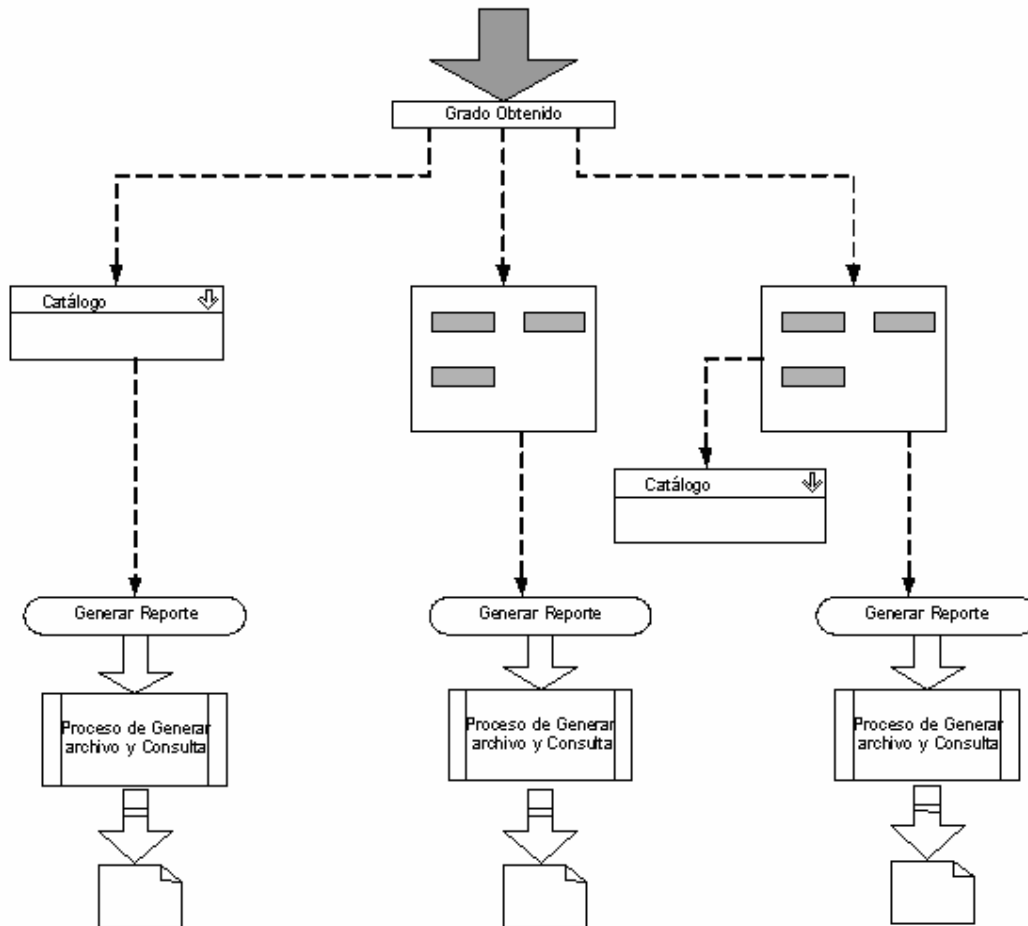 Grado Obtenido
Catálogo
Catálogo
Generar Reporte
Generar Reporte
Generar Reporte
Proceso de Generar
archivo y Consulta
Proceso de Generar
archivo y Consulta
Proceso de Generar
archivo y Consulta